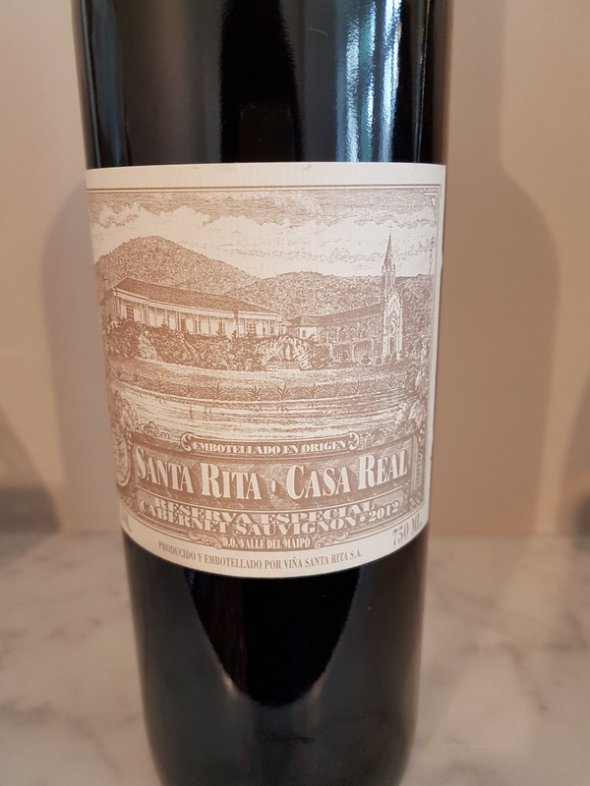 EMBOTELLADO EN ORIGEN
SANTA RITA · CASA REAL
RESERVA ESPECIAL
CABERNET SAUVIGNON · 2012
D.O. VALLE DEL MAIPO
750 ML
PRODUCIDO Y EMBOTELLADO POR VIÑA SANTA RITA S.A.